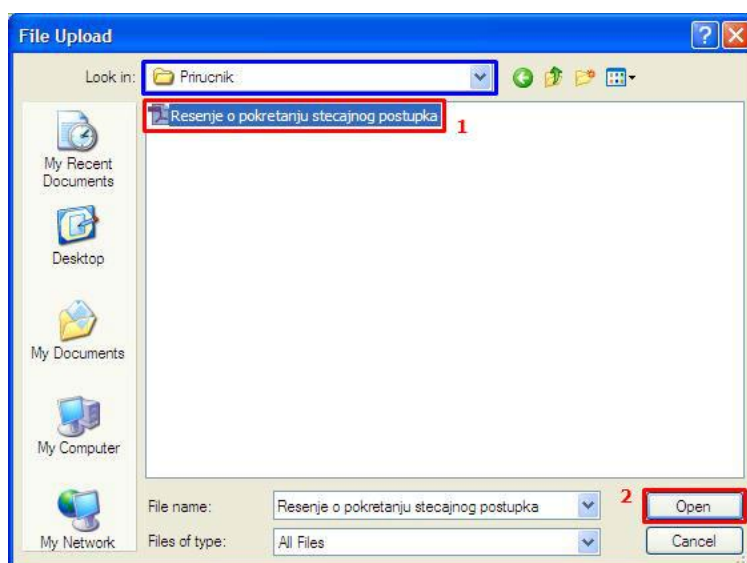 File Upload
Look in: Prirucnik
Resenje o pokretanju stecajnog postupka 1
My Recent
Documents
Desktop
My Documents
My Computer
My Network
File name: Resenje o pokretanju stecajnog postupka 2 Open
Files of type: All Files Cancel